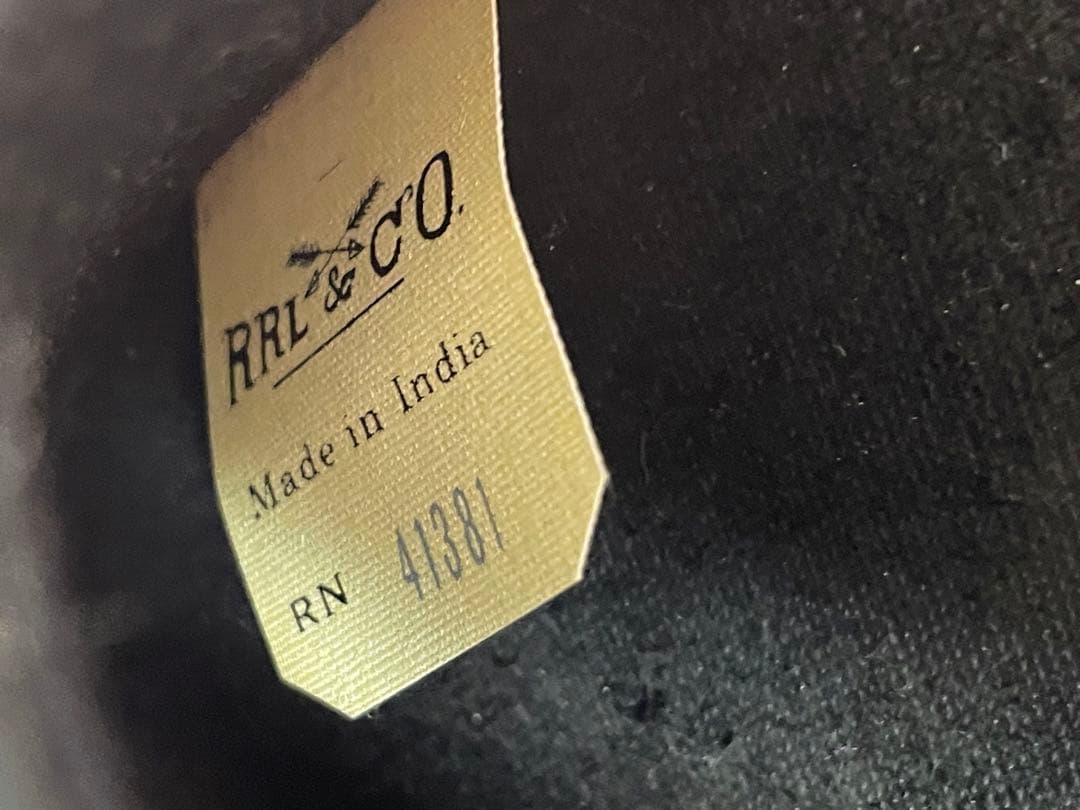 RRL & CO.
Made in India
RN 41381